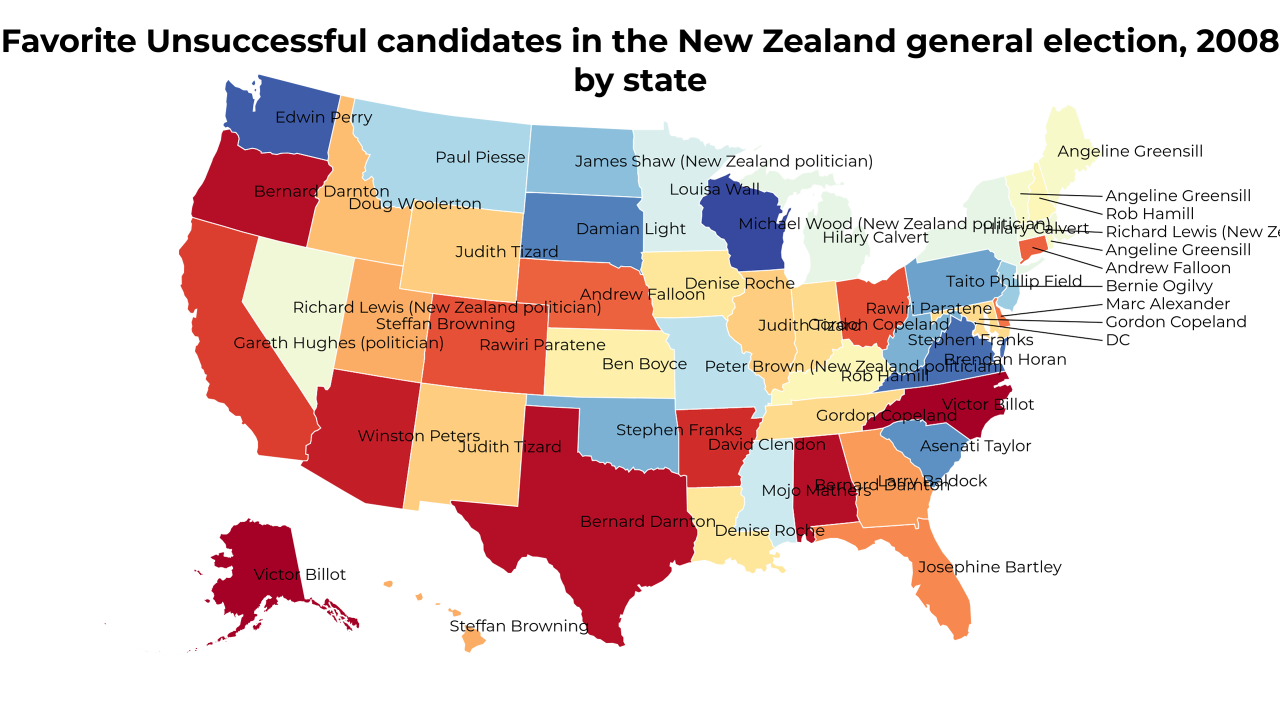 Favorite Unsuccessful candidates in the New Zealand general election, 2008
by state
Edwin Perry
Angeline Greensill
Paul Piesse
James Shaw (New Zealand politician)
Louisa Wall
Bernard Darnton
Doug Woolerton
Angeline Greensill
Rob Hamill
Michael Wood (New Zealand politician)
Hilary Calvert
Richard Lewis (New Ze
Damian Light
Hilary Calvert
Judith Tizard
Angeline Greensill
Andrew Falloon
Taito Phillip Field
Bernie Ogilvy
Denise Roche
Andrew Falloon
Marc Alexander
Richard Lewis (New Zealand politician)
Rawiri Paratene
Gordon Copeland
Steffan Browning
Judith Tizard
Gordon Copeland
Stephen Franks
DC
Gareth Hughes (politician)
Rawiri Paratene
Brendan Horan
Ben Boyce
Peter Brown (New Zealand politician)
Rob Hamill
Victor Billot
Gordon Copeland
Winston Peters
Judith Tizard
Stephen Franks
David Clendon
Asenati Taylor
Mojo Mathers
Bernard Darnton
Larry Baldock
Bernard Darnton
Denise Roche
Josephine Bartley
Victor Billot
Steffan Browning